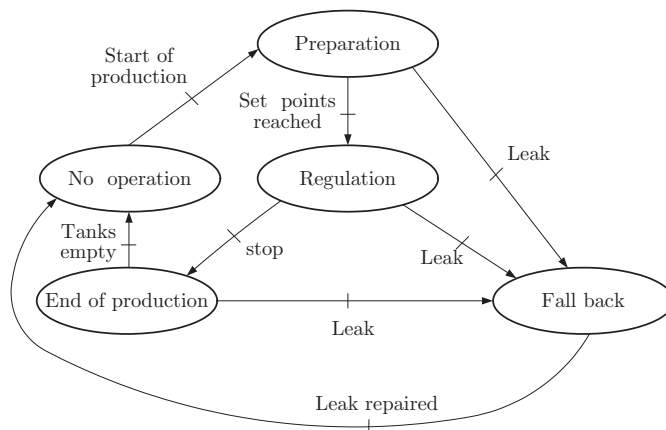 Preparation
Start of
production
Set points
reached
Leak
No operation
Regulation
Tanks
empty
stop
Leak
End of production
Fall back
Leak
Leak repaired